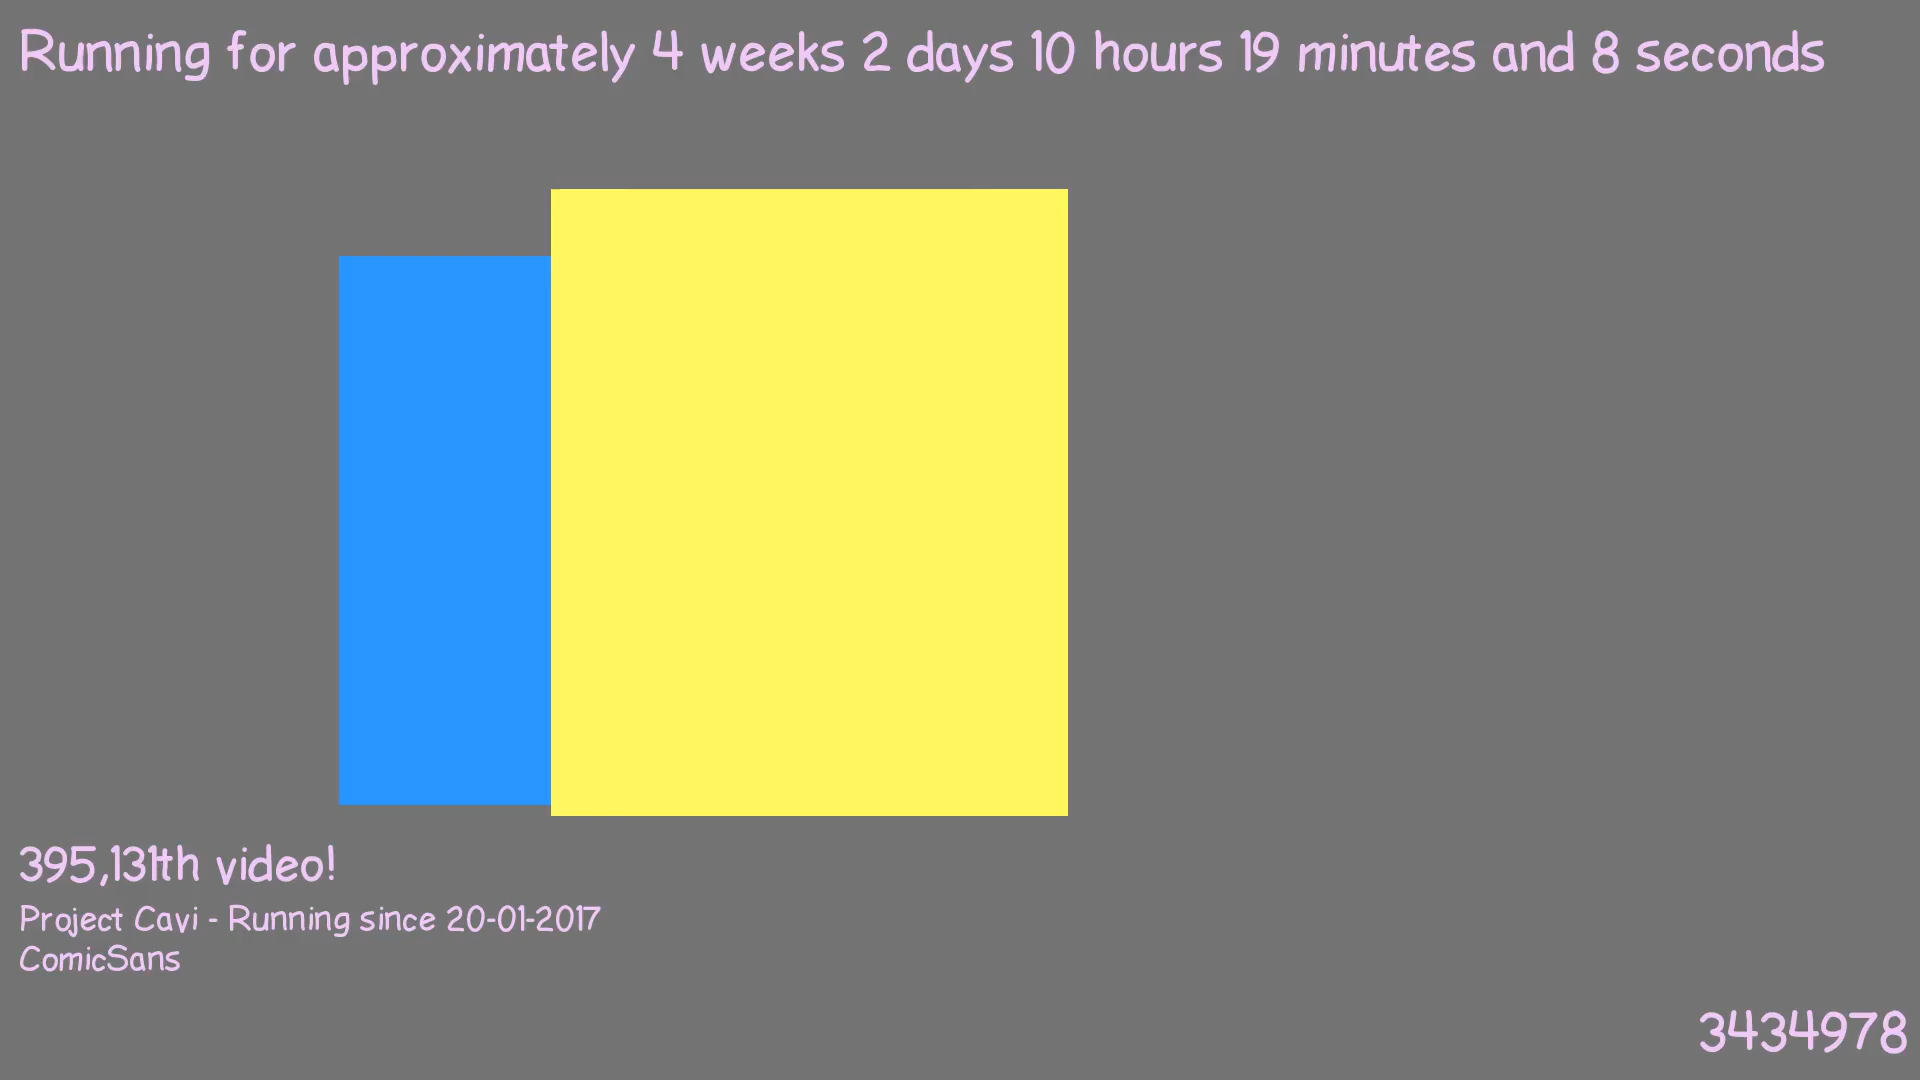 Running for approximately 4 weeks 2 days 10 hours 19 minutes and 8 seconds
395,131th video!
Project Cavi - Running since 20-01-2017
ComicSans
3434978